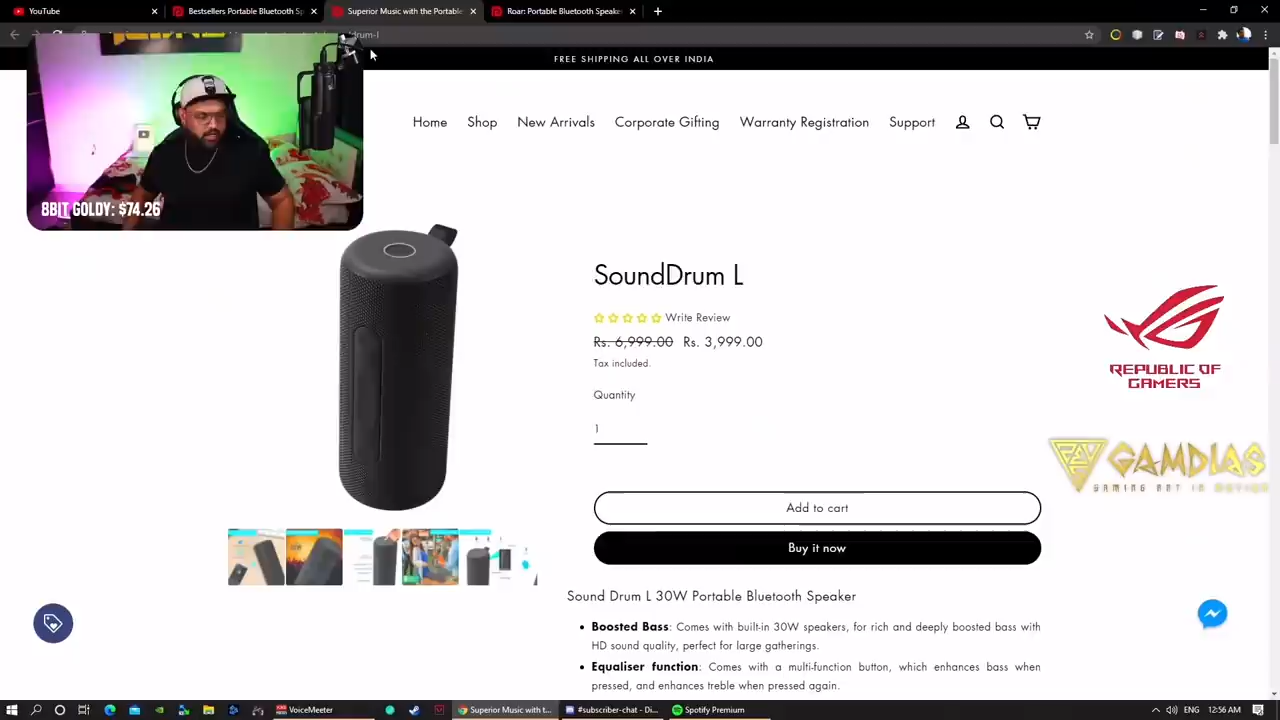 YouTube
Bestsellers Portable Bluetooth Sp
Superior Music with the Portable
Roar: Portable Bluetooth Speake
drum-l
FREE SHIPPING ALL OVER INDIA
Home Shop New Arrivals Corporate Gifting Warranty Registration Support
8BIT GOLDY: $74.26
SoundDrum L
Write Review
Rs. 6,999.00 Rs. 3,999.00
Tax included.
Quantity
1
REPUBLIC OF
GAMERS
GAMDIAS
GAMING ART IN MOTION
Add to cart
Buy it now
Sound Drum L 30W Portable Bluetooth Speaker
Boosted Bass: Comes with built-in 30W speakers, for rich and deeply boosted bass with
HD sound quality, perfect for large gatherings.
Equaliser function: Comes with a multi-function button, which enhances bass when
pressed, and enhances treble when pressed again.
VoiceMeeter
Superior Music with t...
#subscriber-chat - Di...
Spotify Premium
ENG
12:56 AM